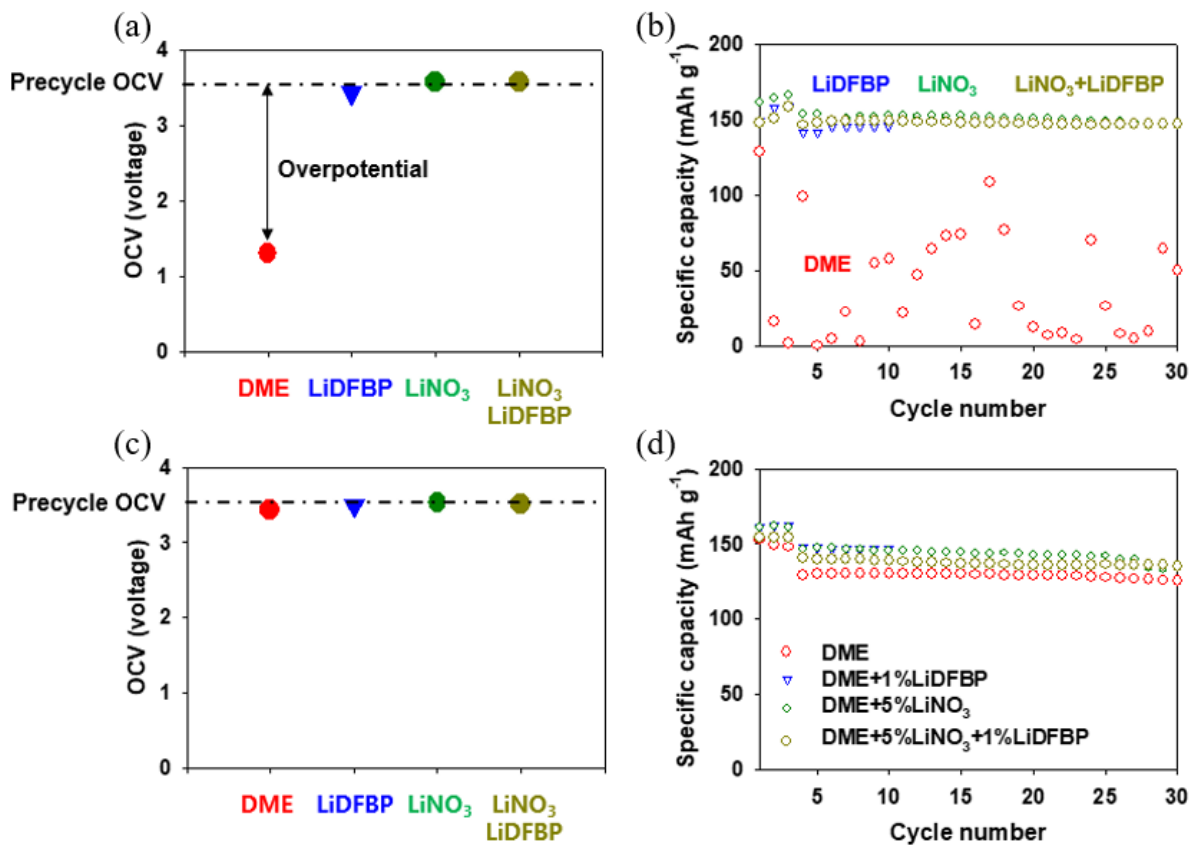 (a)
4
3
2
1
0
Precycle OCV
OCV (voltage)
Overpotential
DME
LiDFBP
LiNO₃
LiNO₃
LiDFBP
(b)
200
150
100
50
0
Specific capacity (mAh g⁻¹)
LiDFBP
LiNO₃
LiNO₃+LiDFBP
DME
5
10
15
20
25
30
Cycle number
(c)
4
3
2
1
0
Precycle OCV
OCV (voltage)
DME
LiDFBP
LiNO₃
LiNO₃
LiDFBP
(d)
200
150
100
50
0
Specific capacity (mAh g⁻¹)
DME
DME+1%LiDFBP
DME+5%LiNO₃
DME+5%LiNO₃+1%LiDFBP
5
10
15
20
25
30
Cycle number